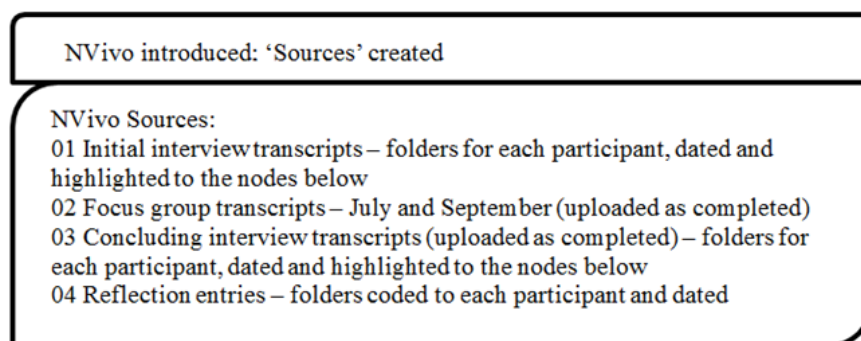 NVivo introduced: ‘Sources’ created
NVivo Sources:
01 Initial interview transcripts – folders for each participant, dated and
highlighted to the nodes below
02 Focus group transcripts – July and September (uploaded as completed)
03 Concluding interview transcripts (uploaded as completed) – folders for
each participant, dated and highlighted to the nodes below
04 Reflection entries – folders coded to each participant and dated